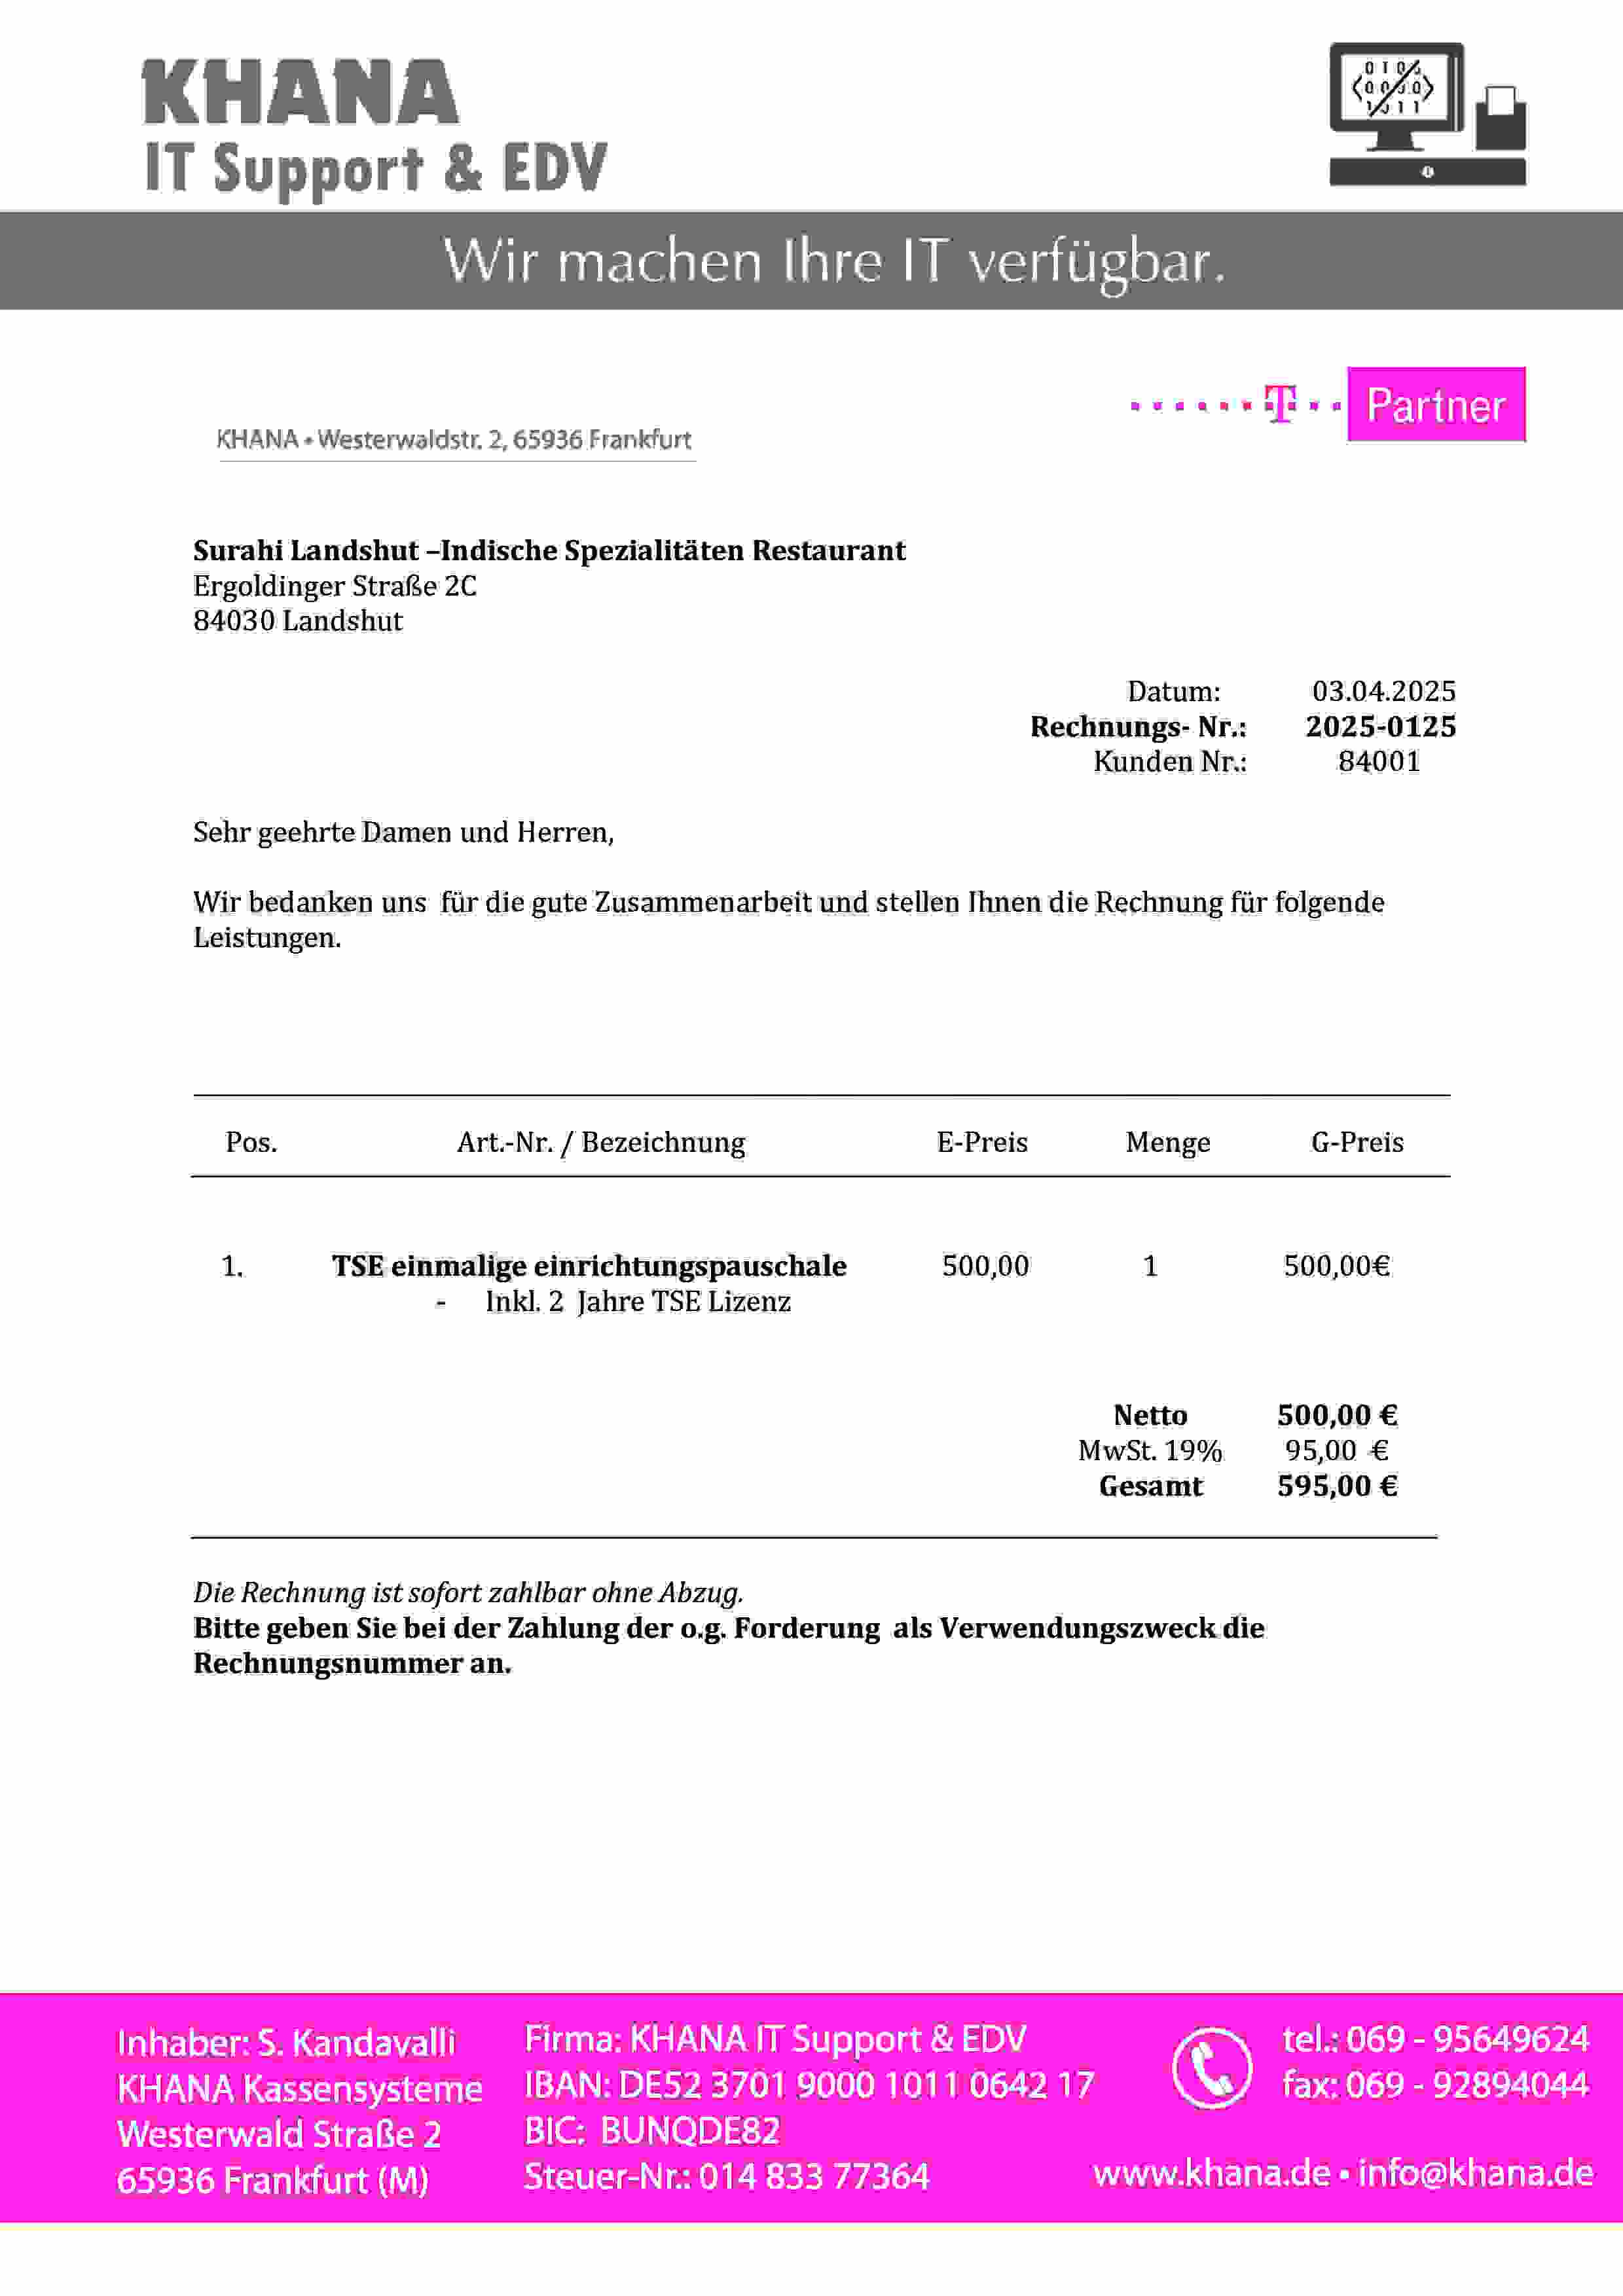 KHANA
IT Support & EDV
Wir machen Ihre IT verfügbar.
T Partner
KHANA • Westerwaldstr. 2, 65936 Frankfurt
Surahi Landshut –Indische Spezialitäten Restaurant
Ergoldinger Straße 2C
84030 Landshut
Datum: 03.04.2025
Rechnungs- Nr.: 2025-0125
Kunden Nr.: 84001
Sehr geehrte Damen und Herren,
Wir bedanken uns für die gute Zusammenarbeit und stellen Ihnen die Rechnung für folgende
Leistungen.
Pos. Art.-Nr. / Bezeichnung E-Preis Menge G-Preis
1. TSE einmalige einrichtungspauschale 500,00 1 500,00€
- Inkl. 2 Jahre TSE Lizenz
Netto 500,00 €
MwSt. 19% 95,00 €
Gesamt 595,00 €
Die Rechnung ist sofort zahlbar ohne Abzug.
Bitte geben Sie bei der Zahlung der o.g. Forderung als Verwendungszweck die
Rechnungsnummer an.
Inhaber: S. Kandavalli
KHANA Kassensysteme
Westerwald Straße 2
65936 Frankfurt (M)
Firma: KHANA IT Support & EDV
IBAN: DE52 3701 9000 1011 0642 17
BIC: BUNQDE82
Steuer-Nr.: 014 833 77364
tel.: 069 - 95649624
fax: 069 - 92894044
www.khana.de • info@khana.de